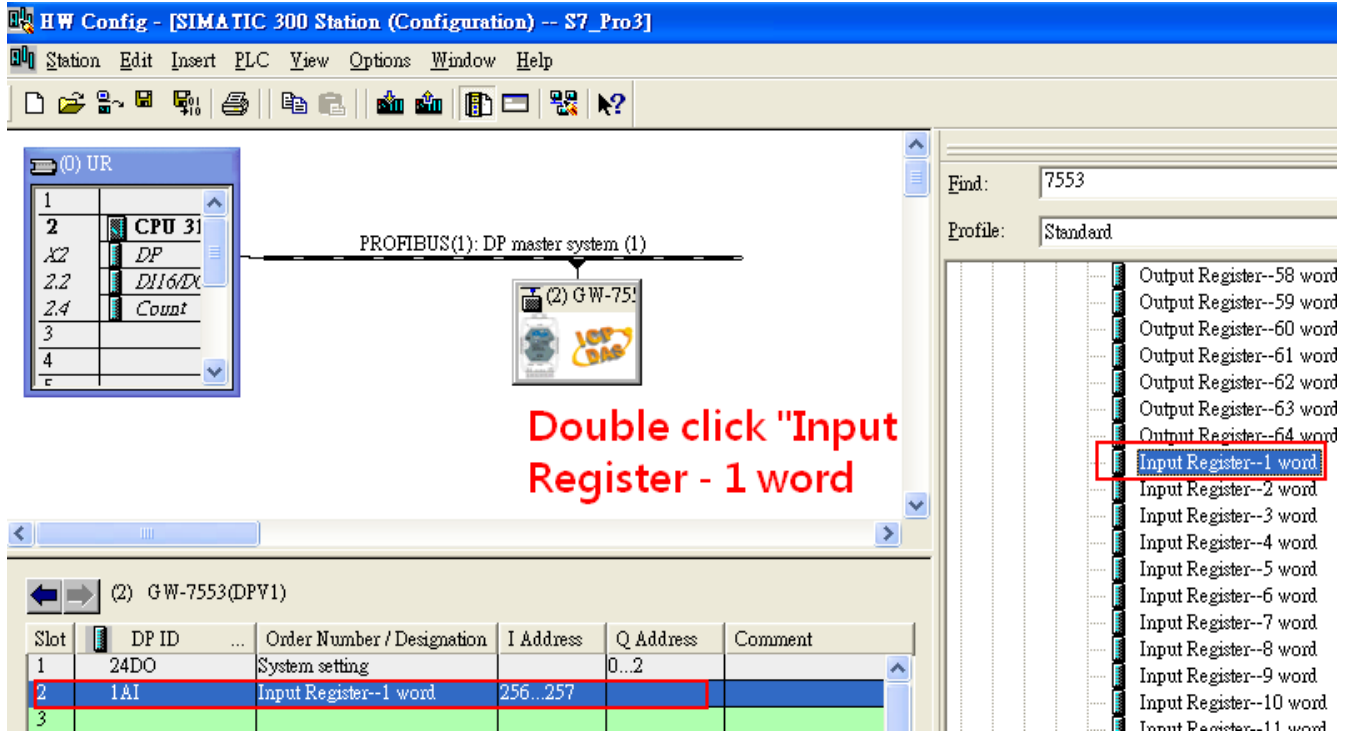 HW Config - [SIMATIC 300 Station (Configuration) -- S7_Pro3]
Station Edit Insert PLC View Options Window Help
(0) UR
1
2 CPU 31
X2 DP
2.2 DI16/DO
2.4 Count
3
4
PROFIBUS(1): DP master system (1)
(2) GW-755
ICP
DAS
Double click "Input
Register - 1 word
Find: 7553
Profile: Standard
Output Register--58 word
Output Register--59 word
Output Register--60 word
Output Register--61 word
Output Register--62 word
Output Register--63 word
Output Register--64 word
Input Register--1 word
Input Register--2 word
Input Register--3 word
Input Register--4 word
Input Register--5 word
Input Register--6 word
Input Register--7 word
Input Register--8 word
Input Register--9 word
Input Register--10 word
Input Register--11 word
(2) GW-7553(DPV1)
Slot DP ID ... Order Number / Designation I Address Q Address Comment
1 24DO System setting 0...2
2 1AI Input Register--1 word 256...257
3